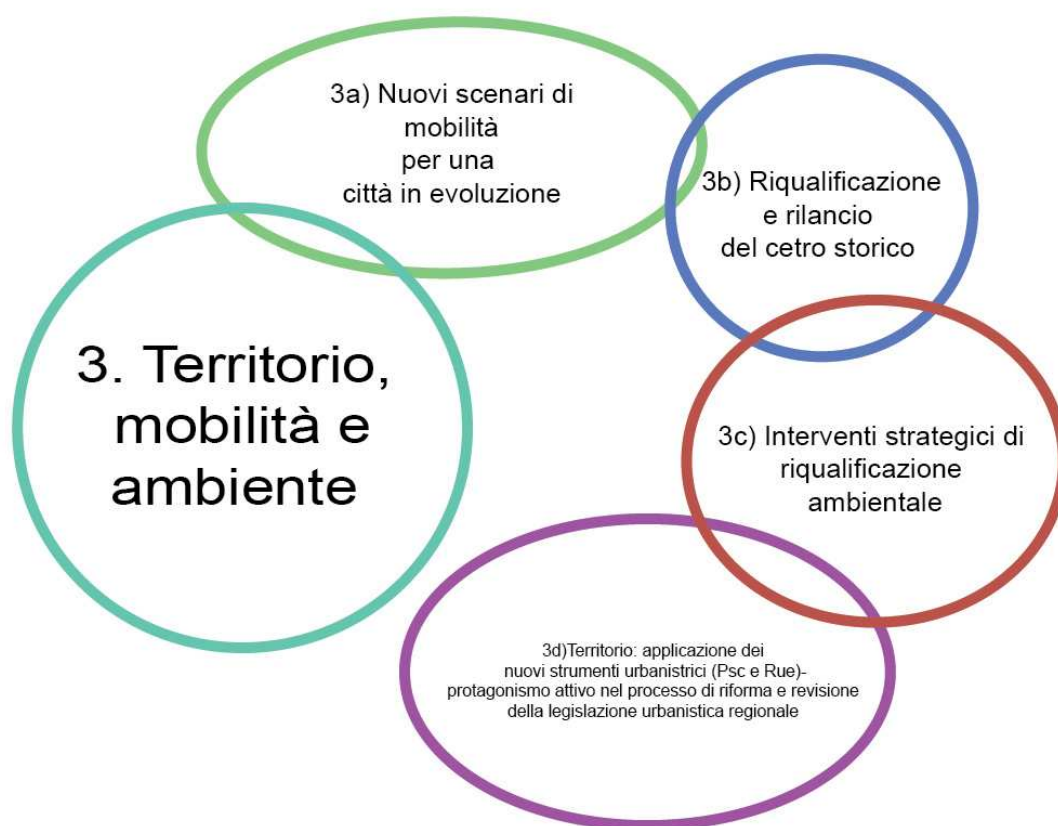 3a) Nuovi scenari di
mobilità
per una
città in evoluzione
3b) Riqualificazione
e rilancio
del cetro storico
3. Territorio,
mobilità e
ambiente
3c) Interventi strategici di
riqualificazione
ambientale
3d)Territorio: applicazione dei
nuovi strumenti urbanistrici (Psc e Rue)-
protagonismo attivo nel processo di riforma e revisione
della legislazione urbanistica regionale